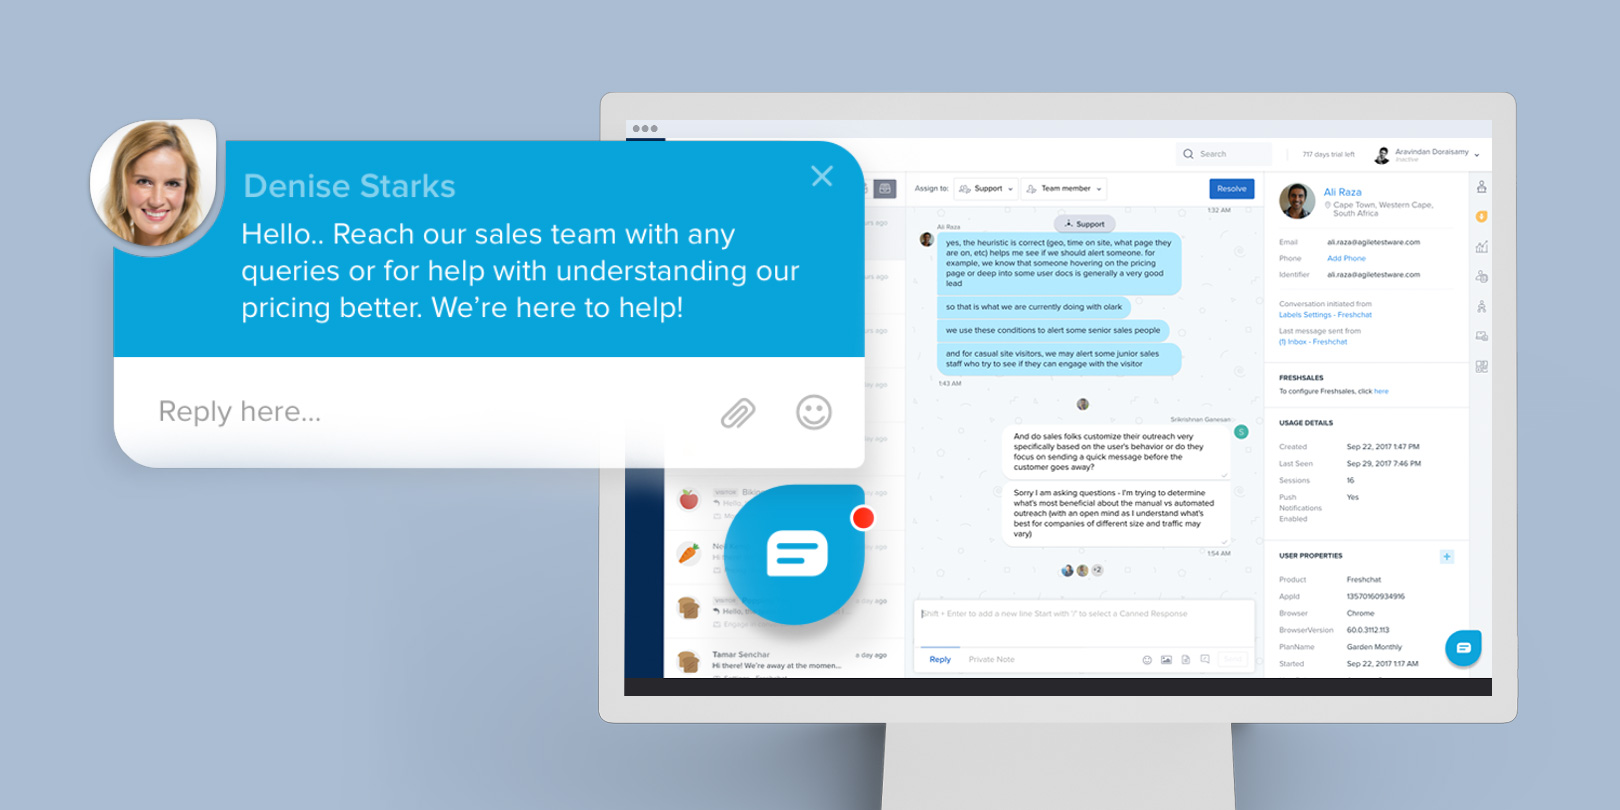 Denise Starks
Hello.. Reach our sales team with any
queries or for help with understanding our
pricing better. We're here to help!
Reply here...
Search
717 days trial left
Aravindan Doraisamy
Inactive
Assign to:
Support
Team member
Resolve
1:32 AM
Support
Ali Raza
yes, the heuristic is correct (geo, time on site, what page they
are on, etc) helps me see if we should alert someone. for
example, we know that someone hovering on the pricing
page or deep into some user docs is generally a very good
lead
so that is what we are currently doing with olark
we use these conditions to alert some senior sales people
and for casual site visitors, we may alert some junior sales
staff who try to see if they can engage with the visitor
1:43 AM
Srikrishnan Ganesan
S
And do sales folks customize their outreach very
specifically based on the user's behavior or do they
focus on sending a quick message before the
customer goes away?
Sorry I am asking questions - I'm trying to determine
what's most beneficial about the manual vs automated
outreach (with an open mind as I understand what's
best for companies of different size and traffic may
vary)
1:54 AM
+2
Shift + Enter to add a new line Start with '/' to select a Canned Response
Reply
Private Note
Send
VISITOR
day ago
day ago
VISITOR
Hello,
a day ago
Engage
Tamar Senchar
a day ago
Hi there! We're away at the momen...
Ali Raza
Cape Town, Western Cape,
South Africa
Email ali.raza@agiletestware.com
Phone Add Phone
Identifier ali.raza@agiletestware.com
Conversation initiated from
Labels Settings - Freshchat
Last message sent from
(1) Inbox - Freshchat
FRESHSALES
To configure Freshsales, click here
USAGE DETAILS
Created Sep 22, 2017 1:47 PM
Last Seen Sep 29, 2017 7:46 PM
Sessions 16
Push Yes
Notifications
Enabled
USER PROPERTIES
+
Product Freshchat
AppId 13570160934916
Browser Chrome
BrowserVersion 60.0.3112.113
PlanName Garden Monthly
Started Sep 22, 2017 1:17 AM